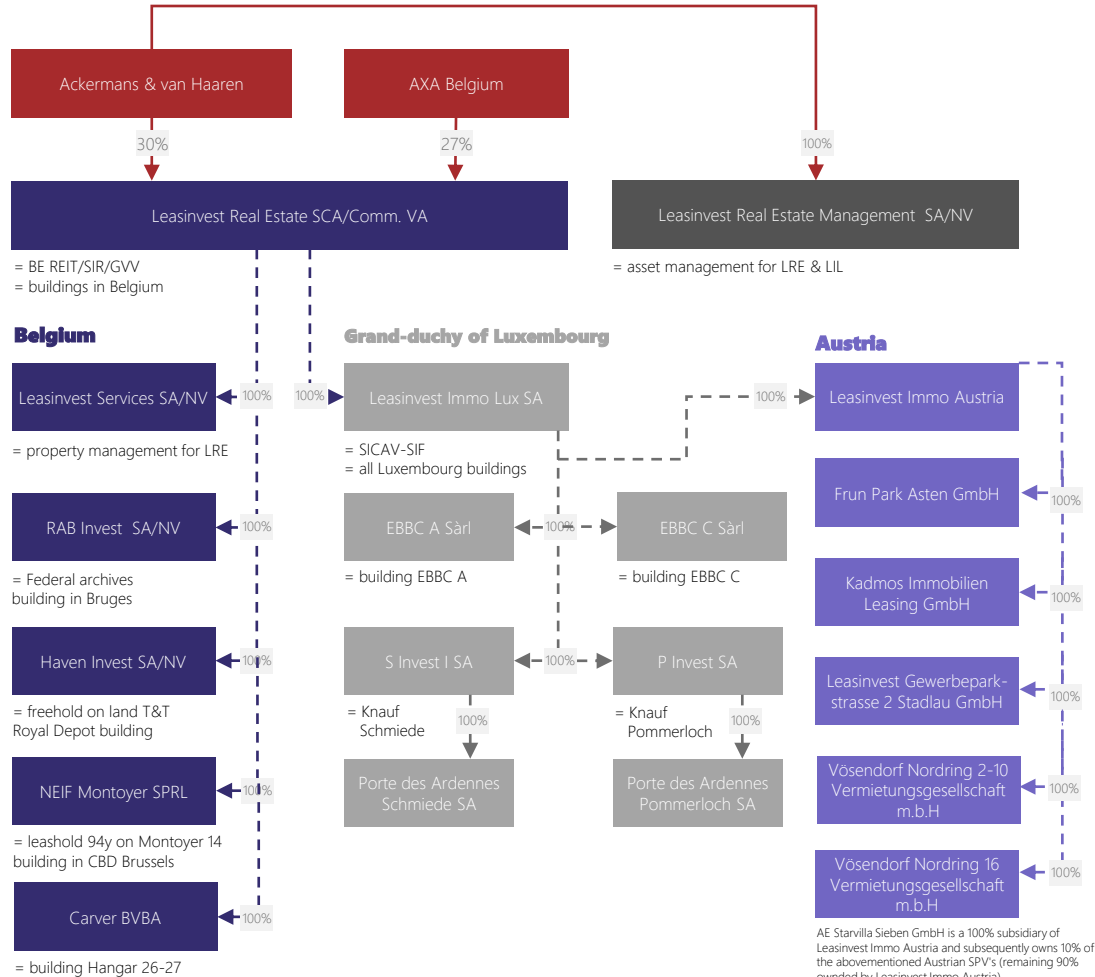 Ackermans & van Haaren
AXA Belgium
30%
27%
100%
Leasinvest Real Estate SCA/Comm. VA
Leasinvest Real Estate Management SA/NV
= BE REIT/SIR/GVV
= buildings in Belgium
= asset management for LRE & LIL
Belgium
Grand-duchy of Luxembourg
Austria
Leasinvest Services SA/NV
100%
100%
Leasinvest Immo Lux SA
100%
Leasinvest Immo Austria
= property management for LRE
= SICAV-SIF
= all Luxembourg buildings
RAB Invest SA/NV
100%
EBBC A Sàrl
100%
EBBC C Sàrl
Frun Park Asten GmbH
100%
= Federal archives
building in Bruges
= building EBBC A
= building EBBC C
Kadmos Immobilien
Leasing GmbH
100%
Haven Invest SA/NV
100%
S Invest I SA
100%
P Invest SA
Leasinvest Gewerbepark-
strasse 2 Stadlau GmbH
100%
= freehold on land T&T
Royal Depot building
= Knauf
Schmiede
100%
= Knauf
Pommerloch
100%
NEIF Montoyer SPRL
100%
Porte des Ardennes
Schmiede SA
Porte des Ardennes
Pommerloch SA
Vösendorf Nordring 2-10
Vermietungsgesellschaft
m.b.H
100%
= leashold 94y on Montoyer 14
building in CBD Brussels
Carver BVBA
100%
Vösendorf Nordring 16
Vermietungsgesellschaft
m.b.H
100%
= building Hangar 26-27
AE Starvilla Sieben GmbH is a 100% subsidiary of
Leasinvest Immo Austria and subsequently owns 10% of
the abovementioned Austrian SPV's (remaining 90%
ownded by Leasinvest Immo Austria)